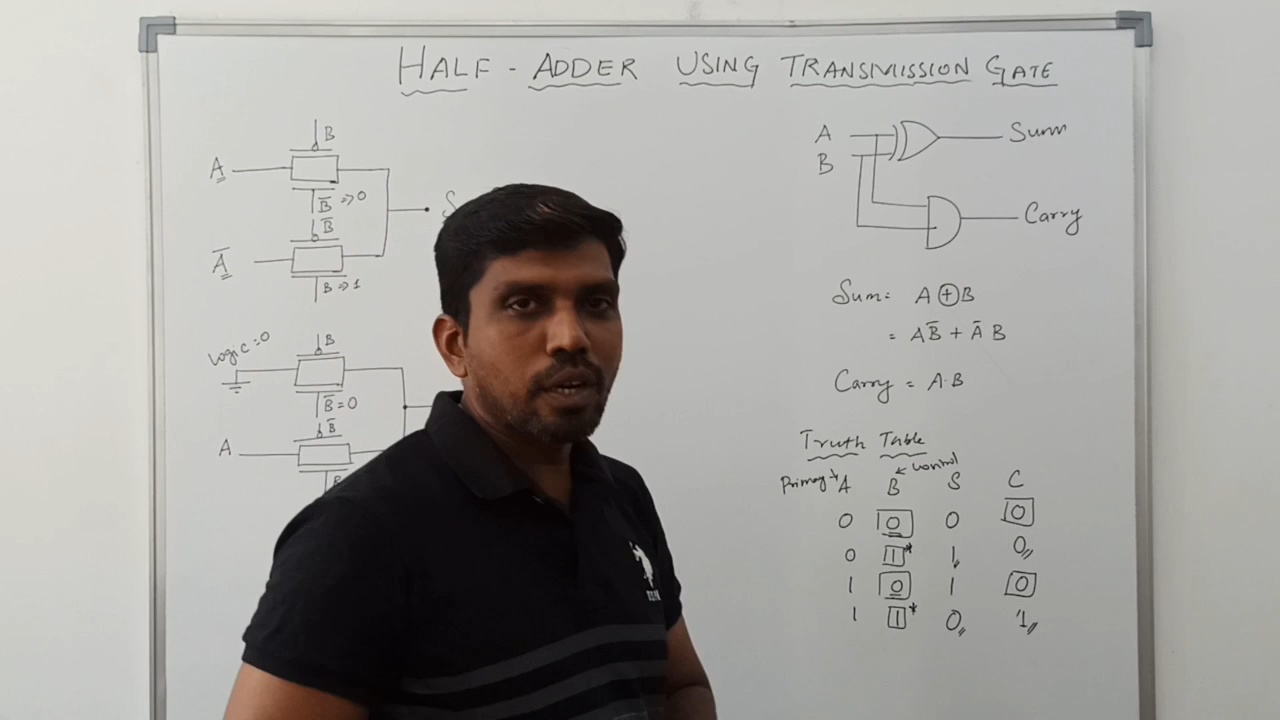 HALF-ADDER USING TRANSMISSION GATE
B
A
B̅ ⇒ 0
B̅
A̅
B ⇒ 1
S
Logic = 0
B
B̅ = 0
B̅
A
B
A
B
Sum
Carry
Sum = A ⊕ B
= AB̅ + A̅ B
Carry = A·B
Truth Table
Primary A B ← control S C
0 0 0 0
0 1* 1 0
1 0 1 0
1 1* 0 1